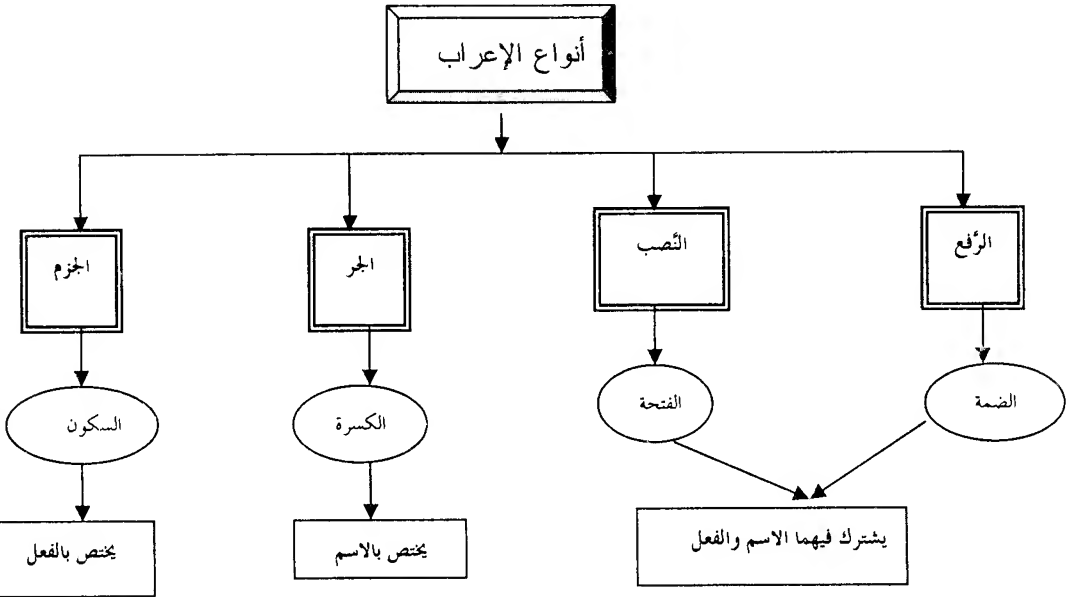 أنواع الإعراب
الرَّفع
النَّصب
الجر
الجزم
الضمة
الفتحة
الكسرة
السكون
يشترك فيهما الاسم والفعل
يختص بالاسم
يختص بالفعل